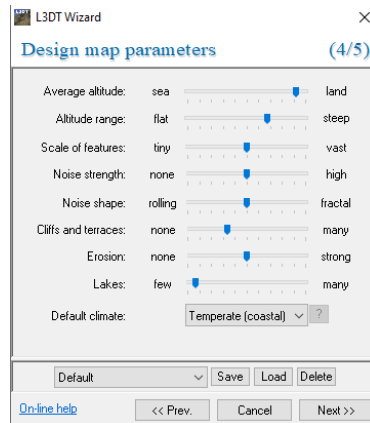 L3DT Wizard
Design map parameters (4/5)
Average altitude: sea land
Altitude range: flat steep
Scale of features: tiny vast
Noise strength: none high
Noise shape: rolling fractal
Cliffs and terraces: none many
Erosion: none strong
Lakes: few many
Default climate: Temperate (coastal) ?
Default Save Load Delete
On-line help << Prev. Cancel Next >>